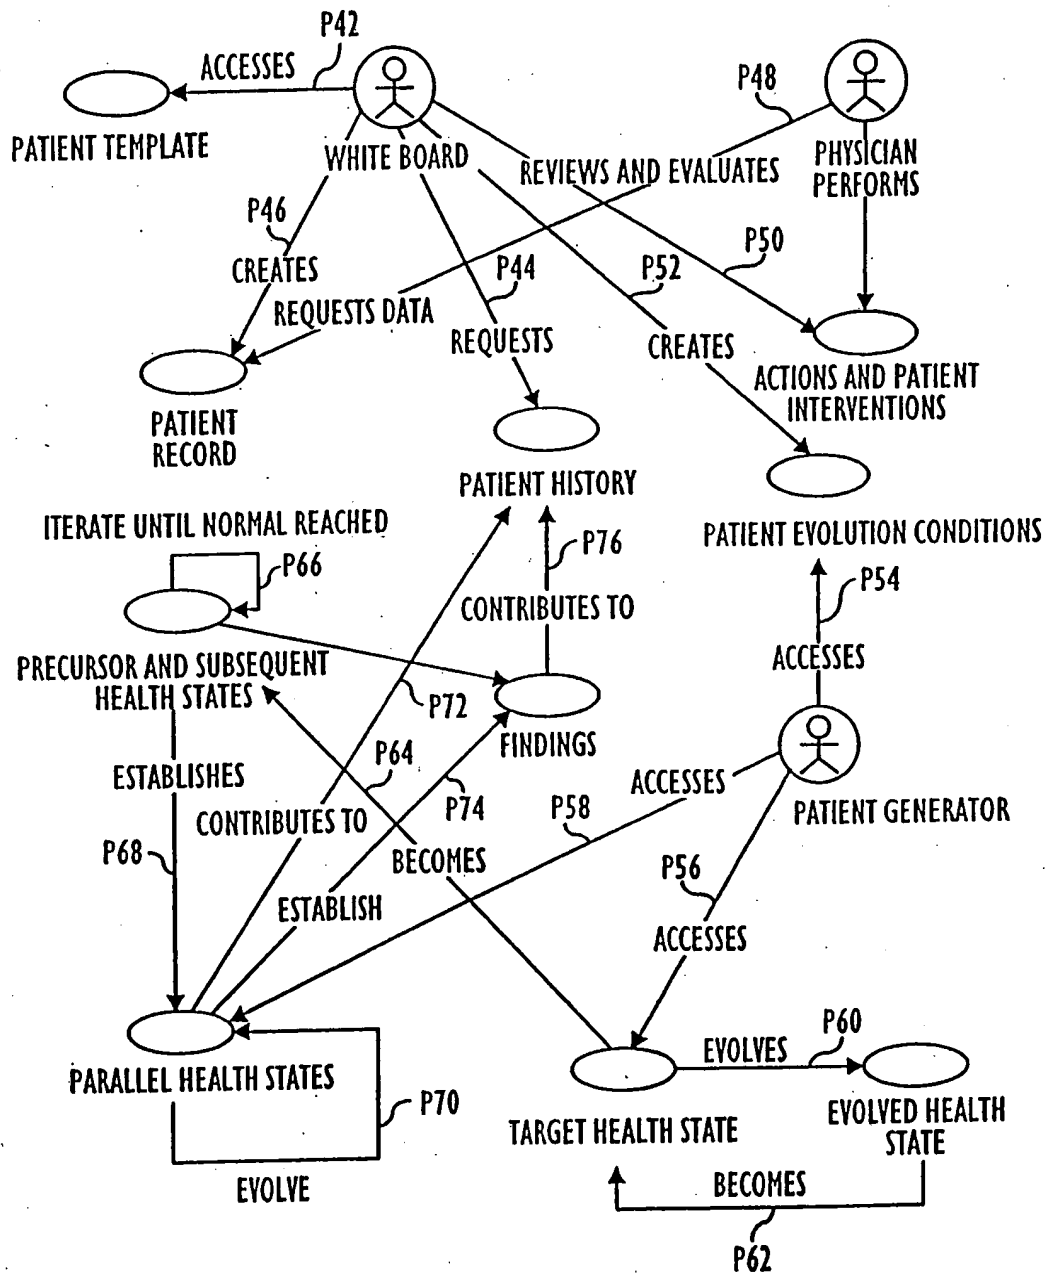 P42
ACCESSES
P48
PATIENT TEMPLATE
WHITE BOARD
REVIEWS AND EVALUATES
PHYSICIAN
PERFORMS
P46
P50
CREATES
P44
P52
REQUESTS DATA
REQUESTS
CREATES
ACTIONS AND PATIENT
INTERVENTIONS
PATIENT
RECORD
PATIENT HISTORY
ITERATE UNTIL NORMAL REACHED
PATIENT EVOLUTION CONDITIONS
P66
P76
P54
CONTRIBUTES TO
PRECURSOR AND SUBSEQUENT
HEALTH STATES
ACCESSES
P72
FINDINGS
P64
ESTABLISHES
ACCESSES
P74
P58
CONTRIBUTES TO
PATIENT GENERATOR
P68
BECOMES
P56
ESTABLISH
ACCESSES
P60
EVOLVES
PARALLEL HEALTH STATES
P70
TARGET HEALTH STATE
EVOLVED HEALTH
STATE
EVOLVE
BECOMES
P62